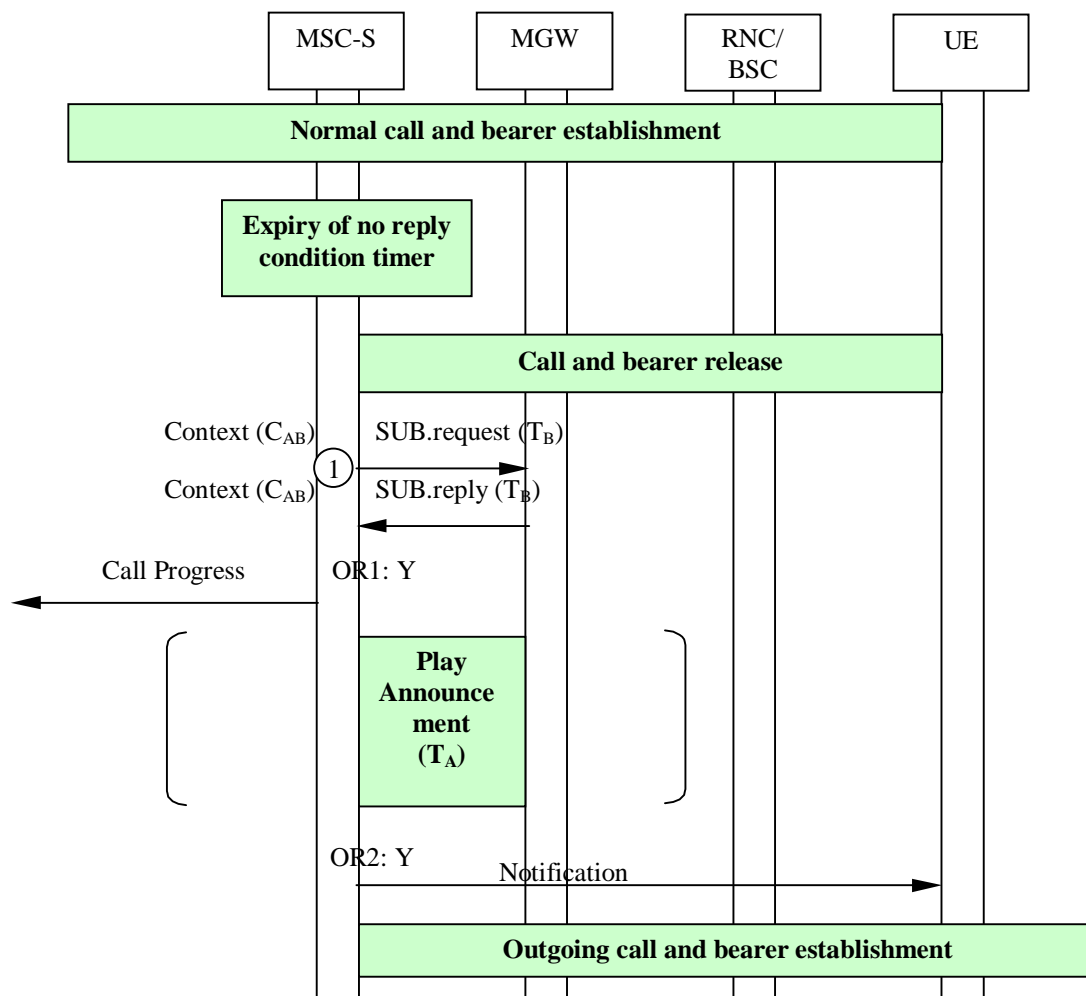 MSC-S
MGW
RNC/
BSC
UE
Normal call and bearer establishment
Expiry of no reply
condition timer
Call and bearer release
Context (C_AB) SUB.request (T_B)
1
Context (C_AB) SUB.reply (T_B)
Call Progress
OR1: Y
Play
Announce
ment
(T_A)
OR2: Y
Notification
Outgoing call and bearer establishment